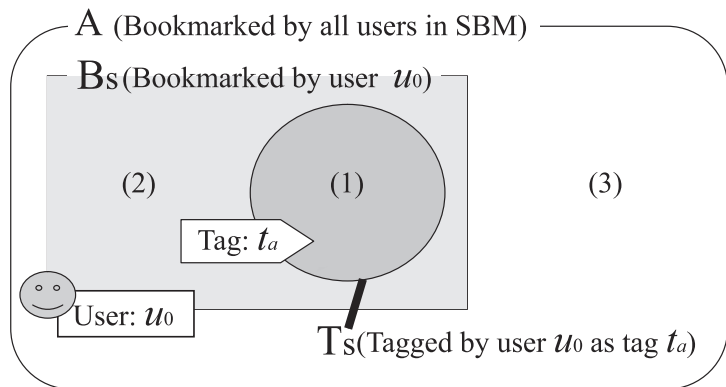 A (Bookmarked by all users in SBM)
Bs (Bookmarked by user u0)
(2)
(1)
(3)
Tag: ta
User: u0
Ts(Tagged by user u0 as tag ta)